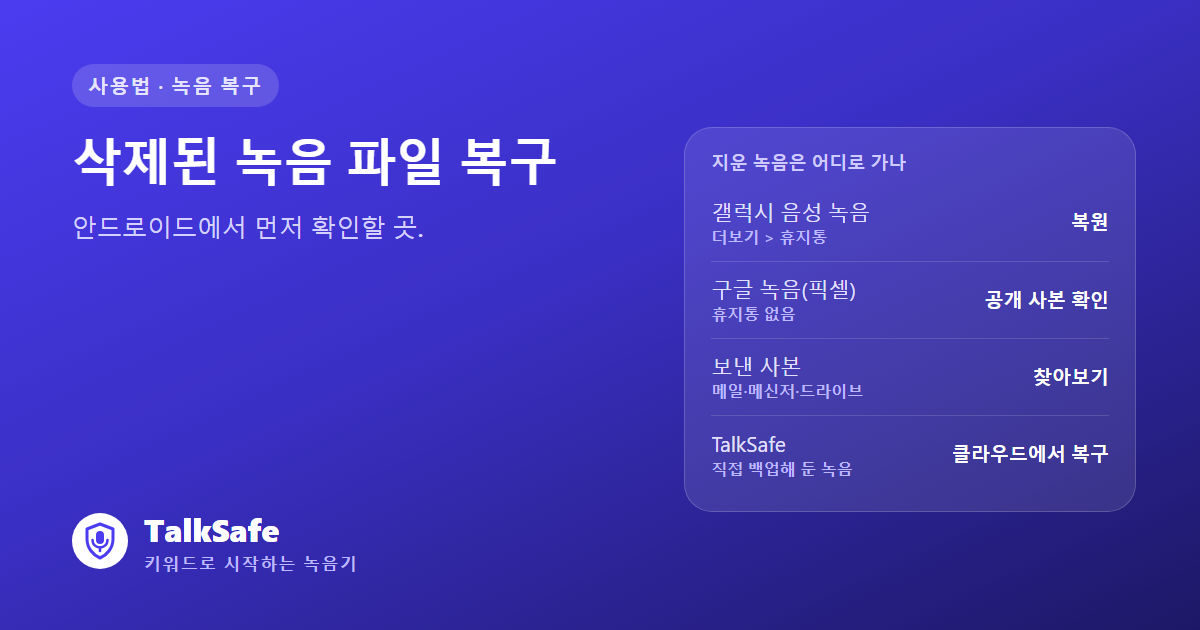 사용법 · 녹음 복구
삭제된 녹음 파일 복구
안드로이드에서 먼저 확인할 곳.
지운 녹음은 어디로 가나
갤럭시 음성 녹음
더보기 > 휴지통
복원
구글 녹음(픽셀)
휴지통 없음
공개 사본 확인
보낸 사본
메일·메신저·드라이브
찾아보기
TalkSafe
직접 백업해 둔 녹음
클라우드에서 복구
TalkSafe
키워드로 시작하는 녹음기